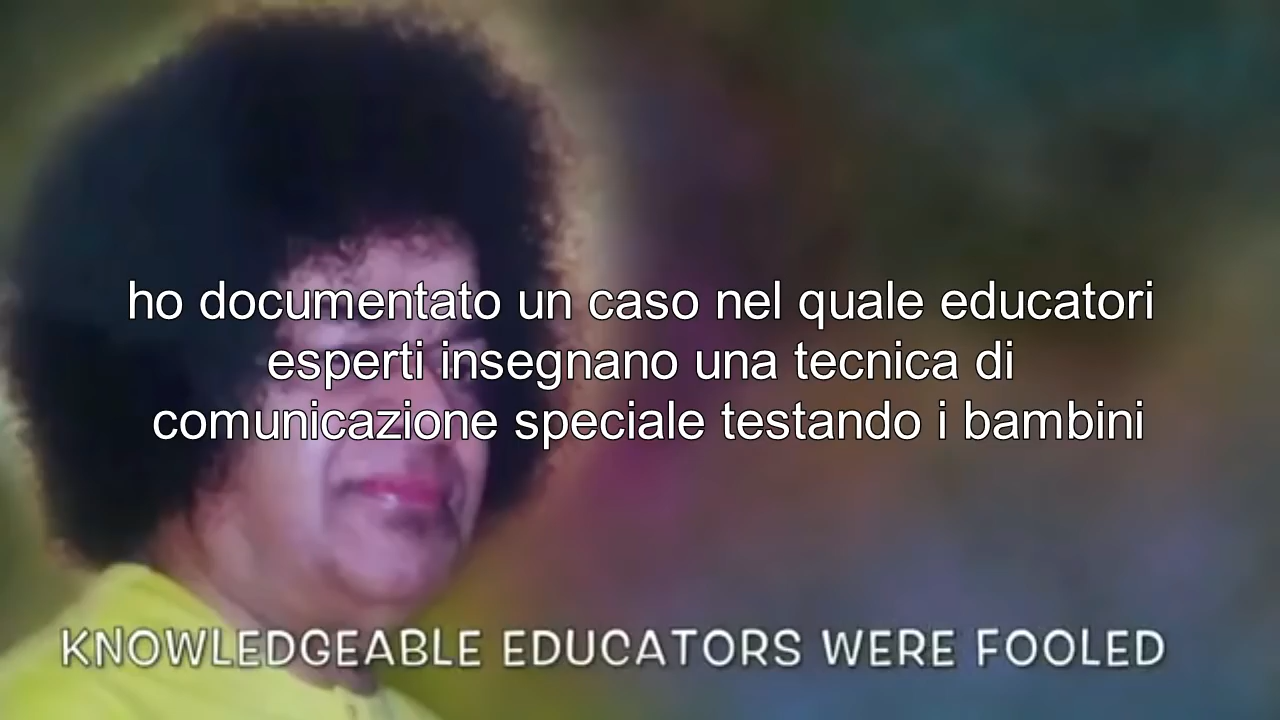 ho documentato un caso nel quale educatori
esperti insegnano una tecnica di
comunicazione speciale testando i bambini
KNOWLEDGEABLE EDUCATORS WERE FOOLED